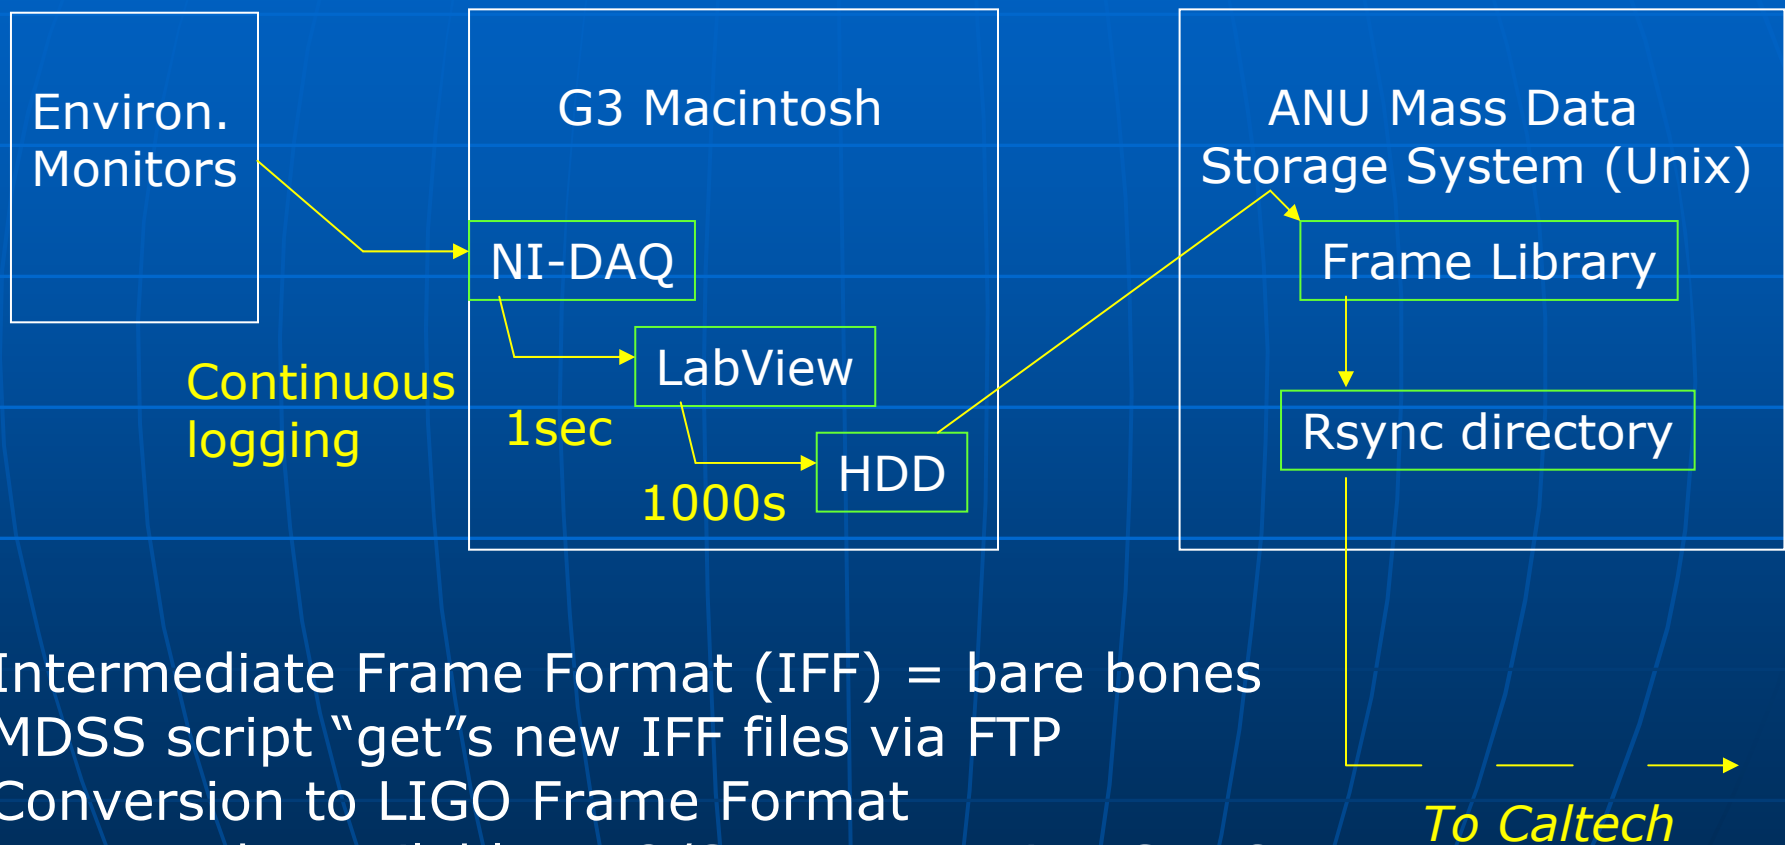 Environ.
Monitors
G3 Macintosh
NI-DAQ
LabView
HDD
Continuous
logging
1sec
1000s
ANU Mass Data
Storage System (Unix)
Frame Library
Rsync directory
Intermediate Frame Format (IFF) = bare bones
MDSS script “get”s new IFF files via FTP
Conversion to LIGO Frame Format
To Caltech